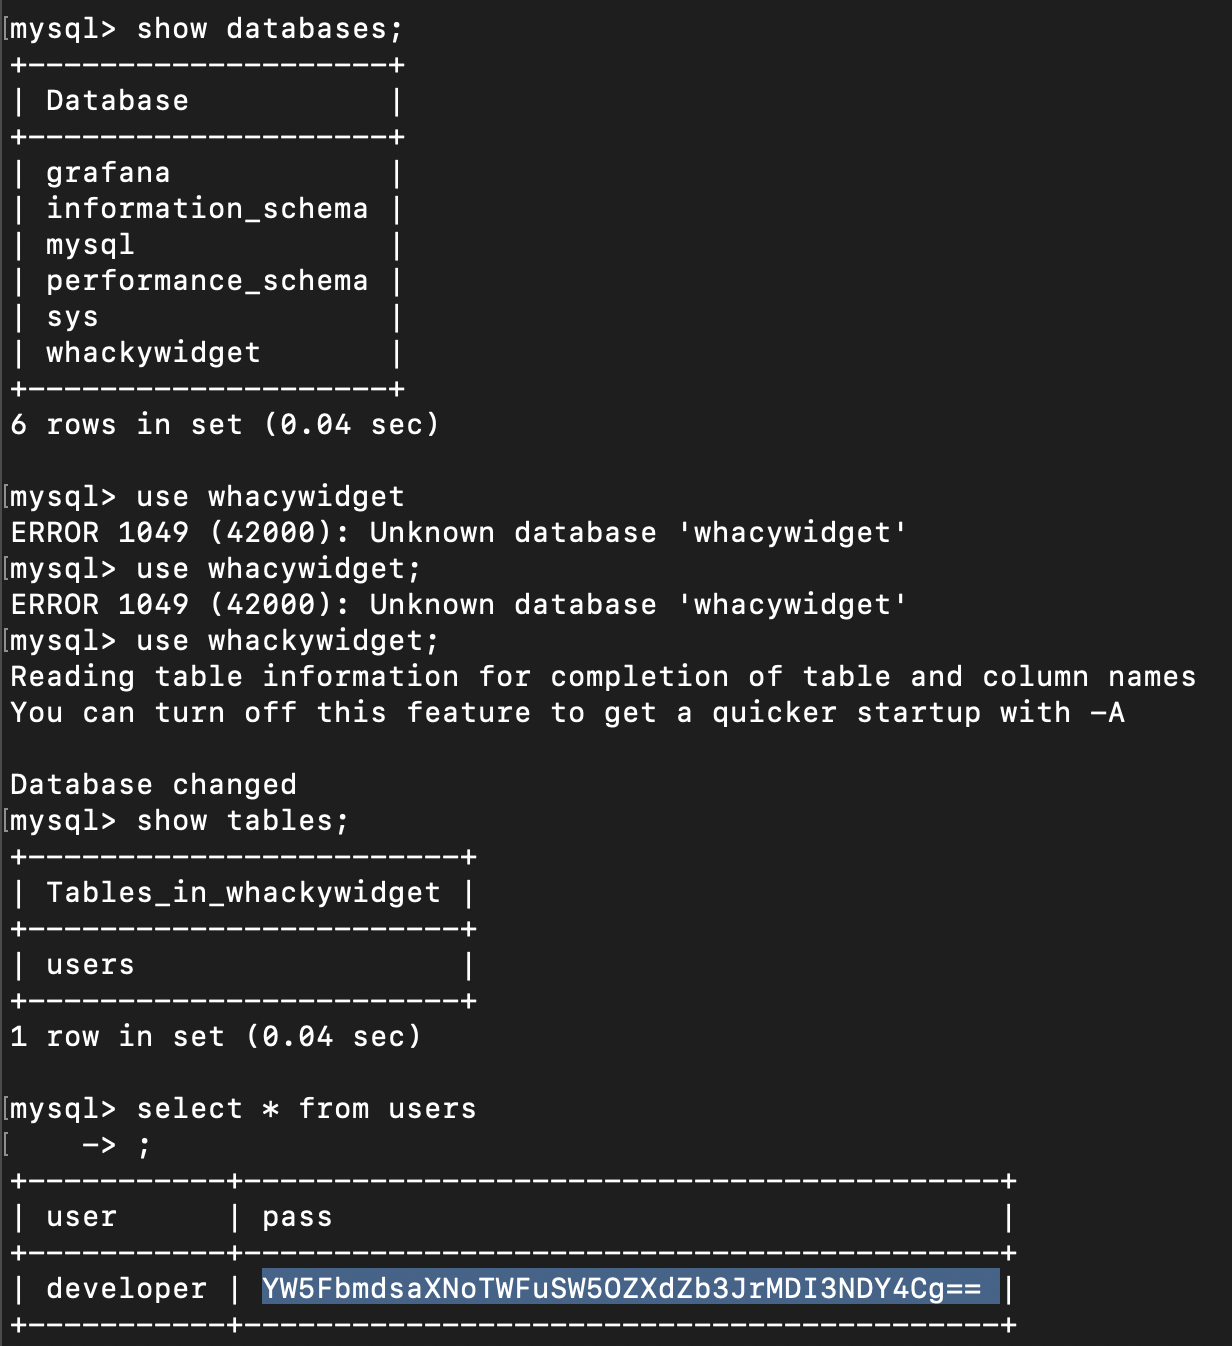 mysql> show databases;
+--------------------+
| Database           |
+--------------------+
| grafana            |
| information_schema |
| mysql              |
| performance_schema |
| sys                |
| whackywidget       |
+--------------------+
6 rows in set (0.04 sec)

mysql> use whacywidget
ERROR 1049 (42000): Unknown database 'whacywidget'
mysql> use whacywidget;
ERROR 1049 (42000): Unknown database 'whacywidget'
mysql> use whackywidget;
Reading table information for completion of table and column names
You can turn off this feature to get a quicker startup with -A

Database changed
mysql> show tables;
+------------------------+
| Tables_in_whackywidget |
+------------------------+
| users                  |
+------------------------+
1 row in set (0.04 sec)

mysql> select * from users
    -> ;
+-----------+------------------------------------------+
| user      | pass                                     |
+-----------+------------------------------------------+
| developer | YW5FbmdsaXNoTWFuSW5OZXdZb3JrMDI3NDY4Cg== |
+-----------+------------------------------------------+